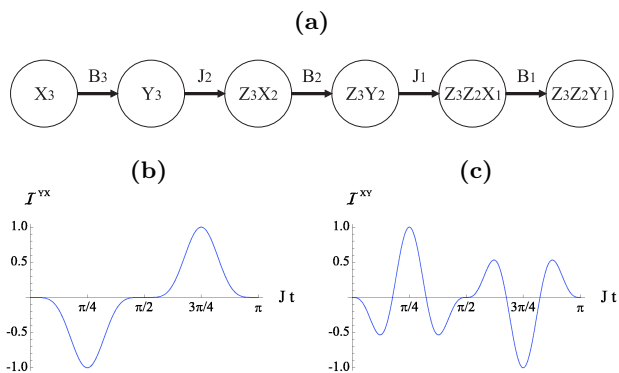 (a)
B₃ J₂ B₂ J₁ B₁
X₃ Y₃ Z₃X₂ Z₃Y₂ Z₃Z₂X₁ Z₃Z₂Y₁
(b)
(c)
𝓘^YX
1.0
0.5
-0.5
-1.0
π/4 π/2 3π/4 π
J t
𝓘^XY
1.0
0.5
-0.5
-1.0
π/4 π/2 3π/4 π
J t